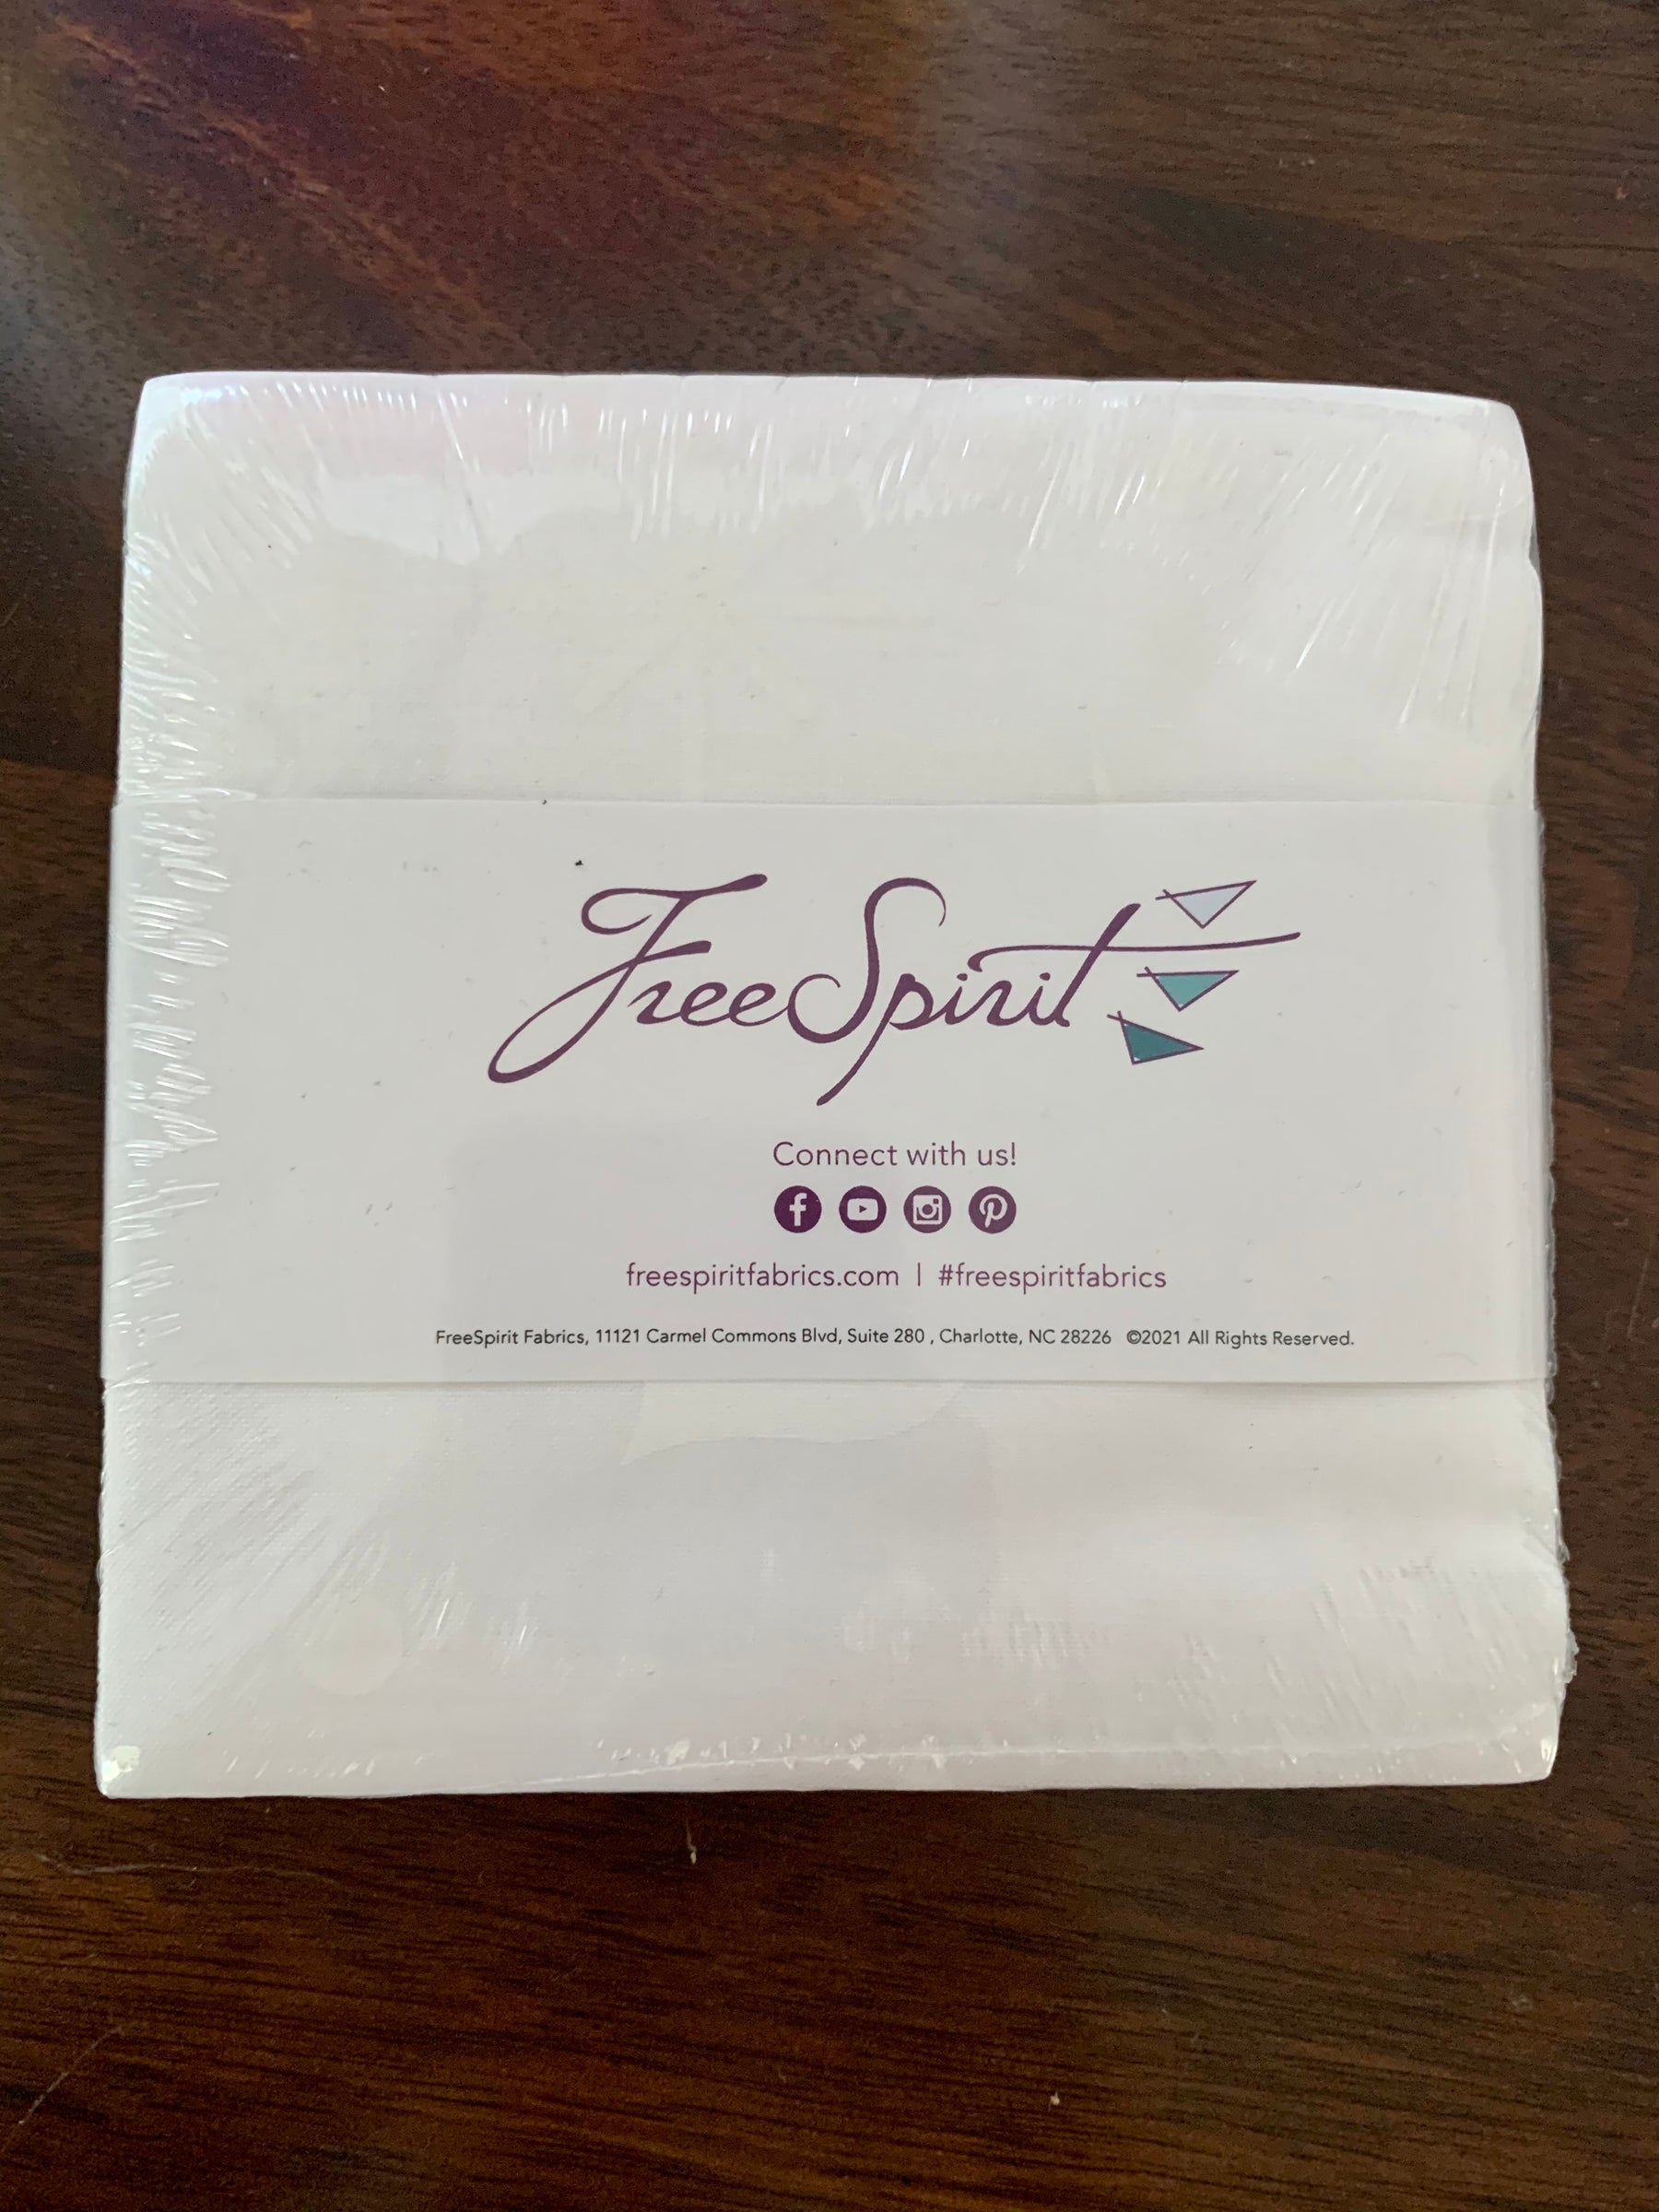 FreeSpirit
Connect with us!
freespiritfabrics.com | #freespiritfabrics
FreeSpirit Fabrics, 11121 Carmel Commons Blvd, Suite 280 , Charlotte, NC 28226 ©2021 All Rights Reserved.